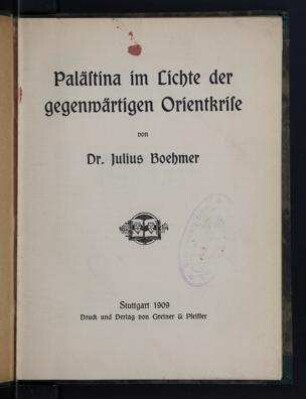 Palästina im Lichte der
gegenwärtigen Orientkrise
von
Dr. Julius Boehmer
Stuttgart 1909
Druck und Verlag von Greiner & Pfeiffer